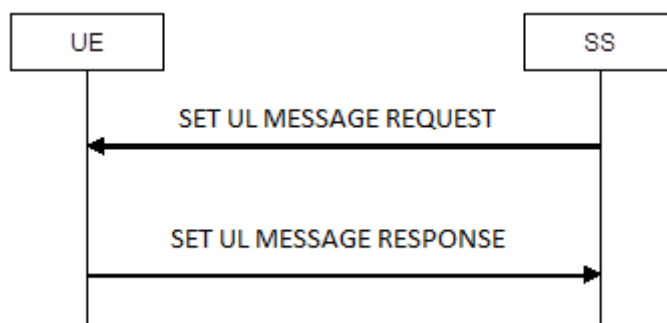 UE
SS
SET UL MESSAGE REQUEST
SET UL MESSAGE RESPONSE